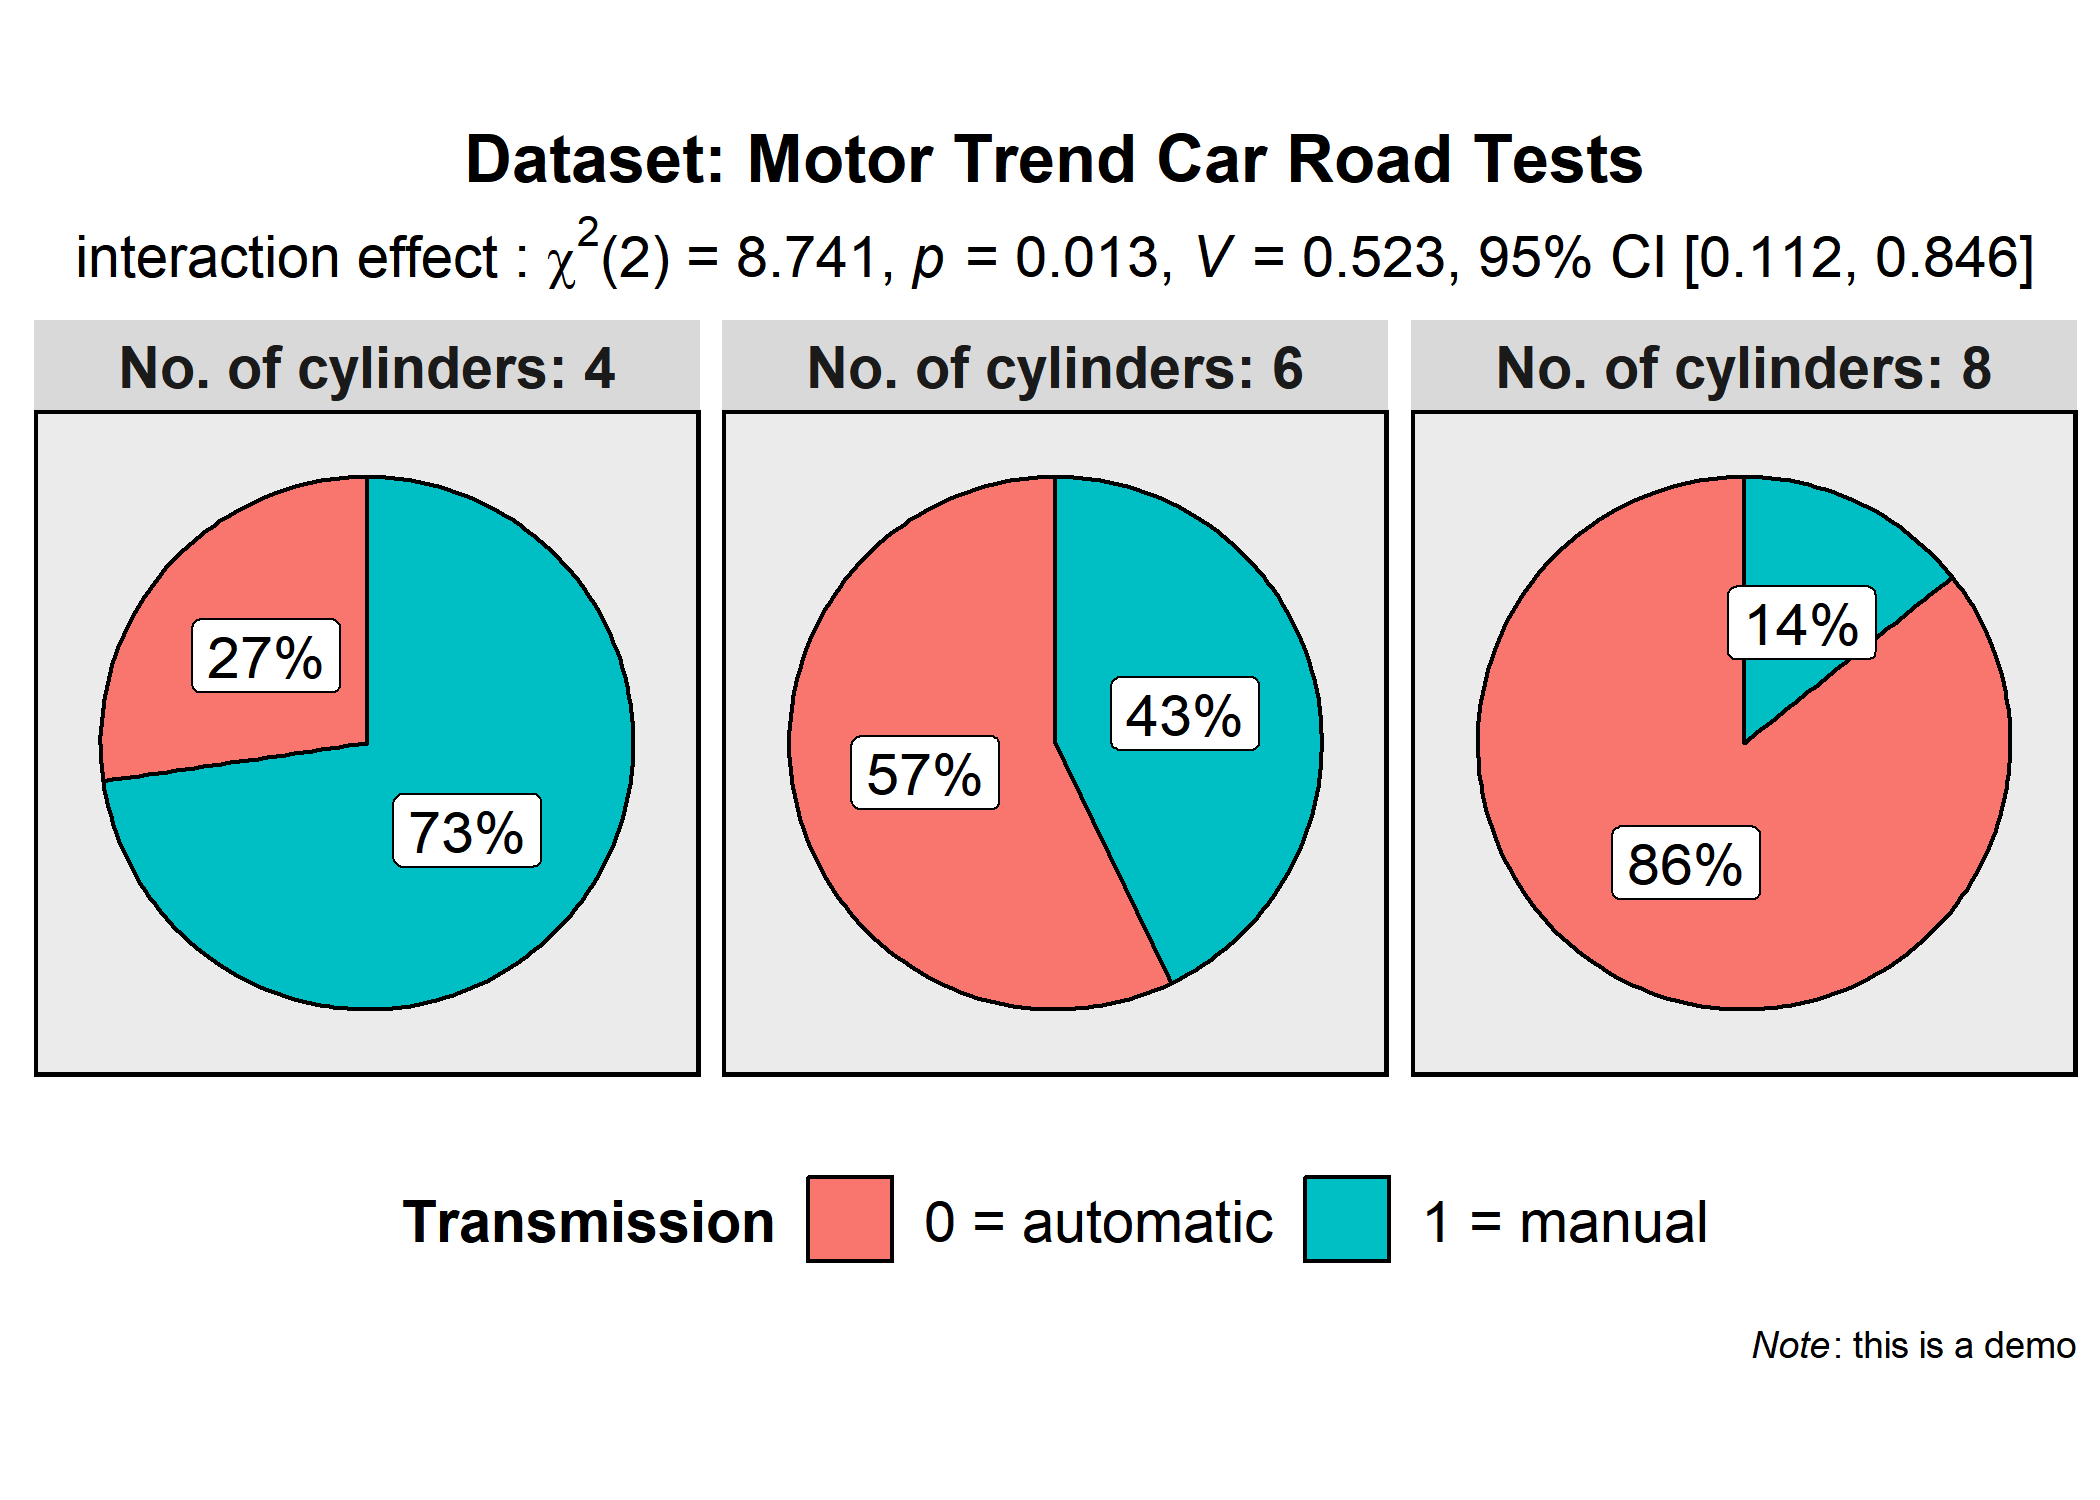 Dataset: Motor Trend Car Road Tests
interaction effect : χ²(2) = 8.741, p = 0.013, V = 0.523, 95% CI [0.112, 0.846]
No. of cylinders: 4
No. of cylinders: 6
No. of cylinders: 8
27%
73%
57%
43%
14%
86%
Transmission 0 = automatic 1 = manual
Note: this is a demo